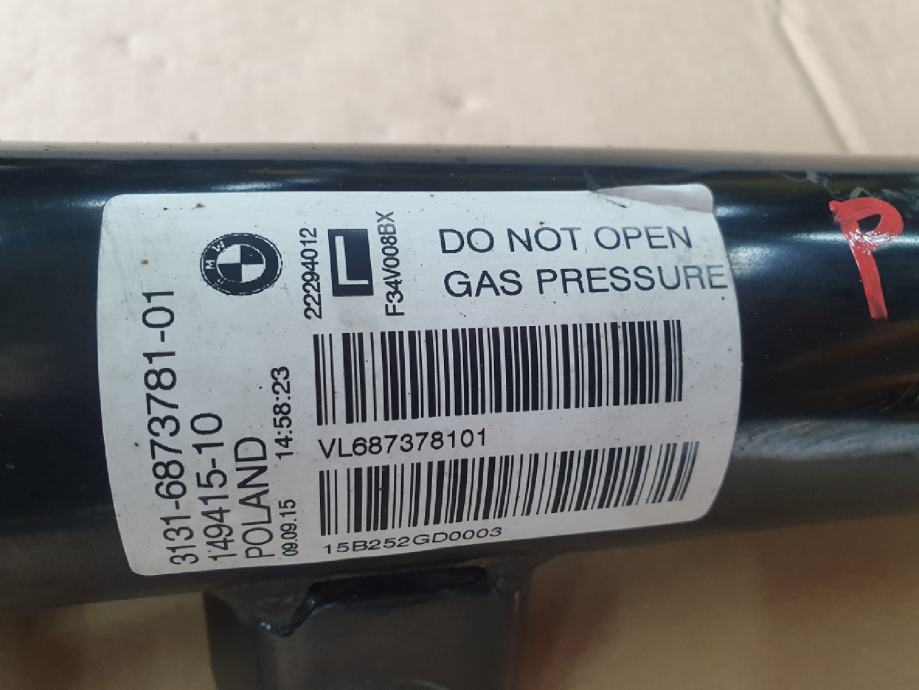 DO NOT OPEN
GAS PRESSURE
BMW
22294012
F34V008BX
3131-6873781-01
149415-10
POLAND
09.09.15 14:58:23
VL687378101
15B252GD0003
P